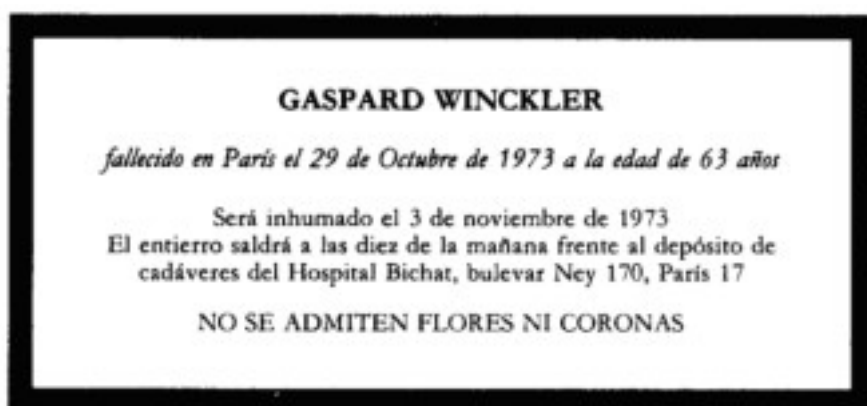 GASPARD WINCKLER
fallecido en París el 29 de Octubre de 1973 a la edad de 63 años
Será inhumado el 3 de noviembre de 1973
El entierro saldrá a las diez de la mañana frente al depósito de
cadáveres del Hospital Bichat, bulevar Ney 170, París 17
NO SE ADMITEN FLORES NI CORONAS